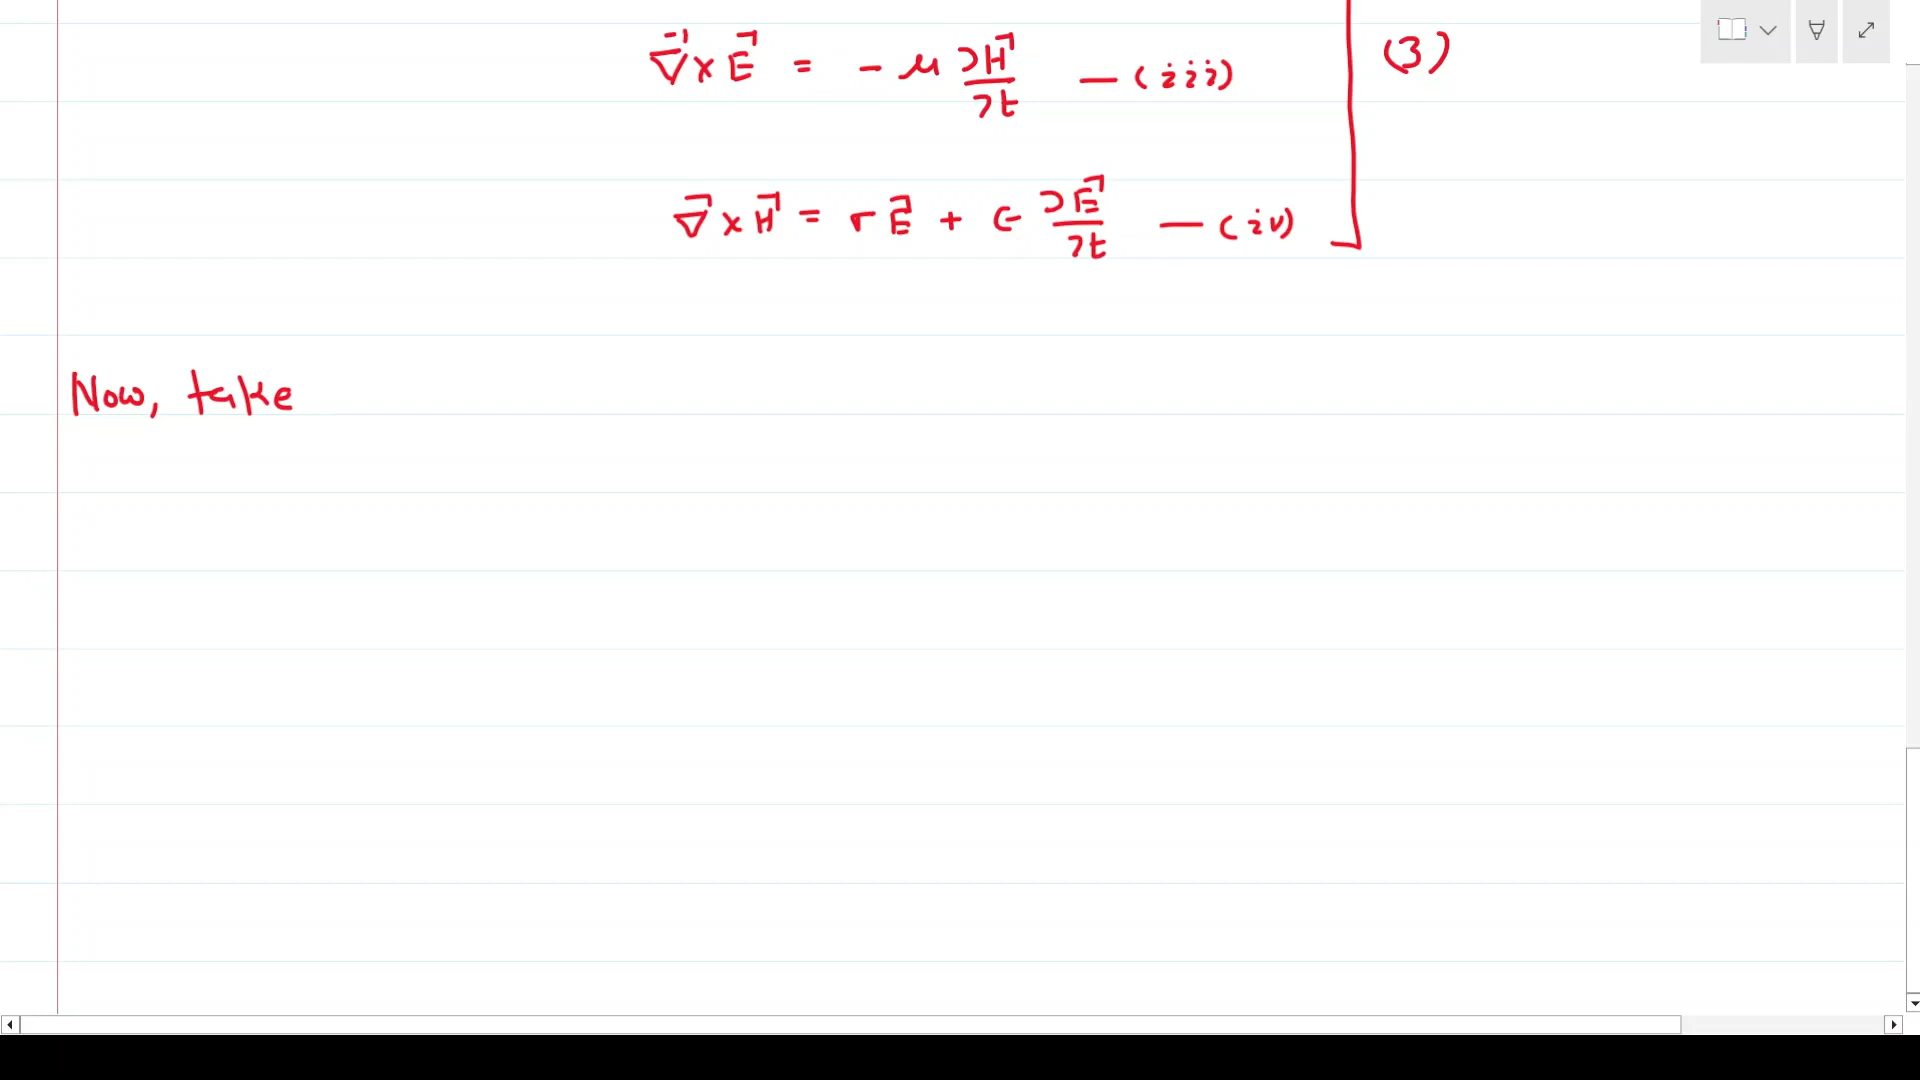 ∇⃗ × E⃗ = - μ ∂H⃗/∂t — (iii)
(3)
∇⃗ × H⃗ = σ E⃗ + ϵ ∂E⃗/∂t — (iv)
Now, take